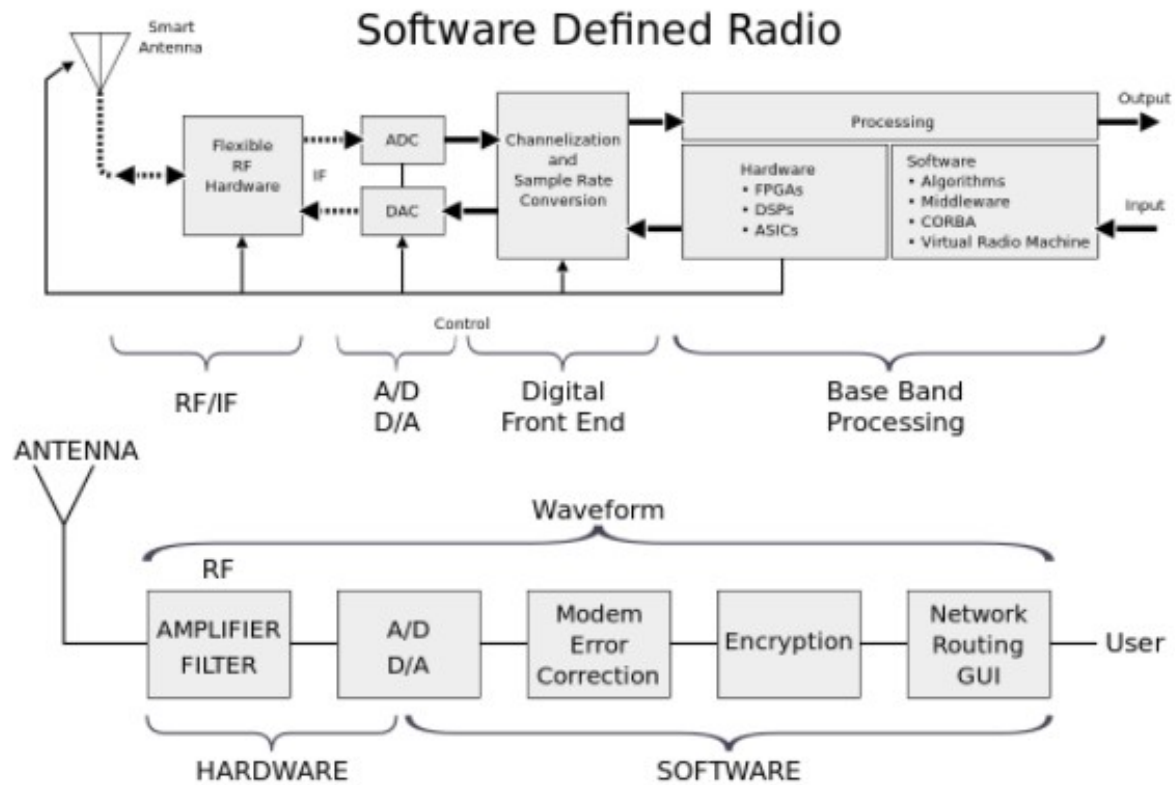 Software Defined Radio
Smart
Antenna
Flexible
RF
Hardware
IF
ADC
DAC
Channelization
and
Sample Rate
Conversion
Processing
Hardware
• FPGAs
• DSPs
• ASICs
Software
• Algorithms
• Middleware
• CORBA
• Virtual Radio Machine
Output
Input
Control
RF/IF
A/D
D/A
Digital
Front End
Base Band
Processing
ANTENNA
Waveform
RF
AMPLIFIER
FILTER
A/D
D/A
Modem
Error
Correction
Encryption
Network
Routing
GUI
User
HARDWARE
SOFTWARE